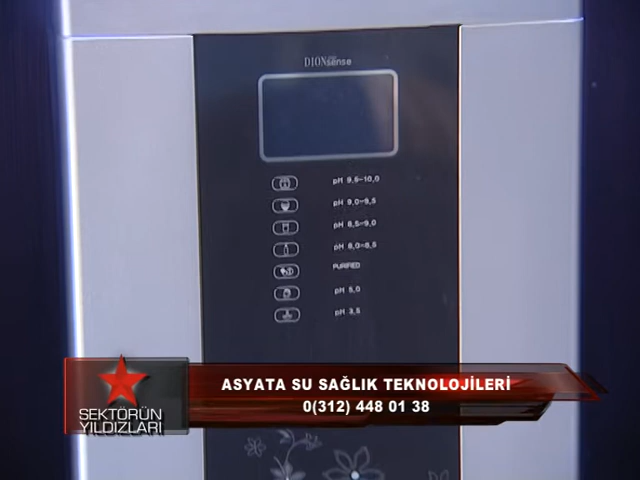 DIONsense
pH 9,5-10,0
pH 9,0-9,5
pH 8,5-9,0
pH 8,0-8,5
PURIFIED
pH 5,0
pH 3,5
ASYATA SU SAĞLIK TEKNOLOJİLERİ
0(312) 448 01 38
SEKTÖRÜN
YILDIZLARI